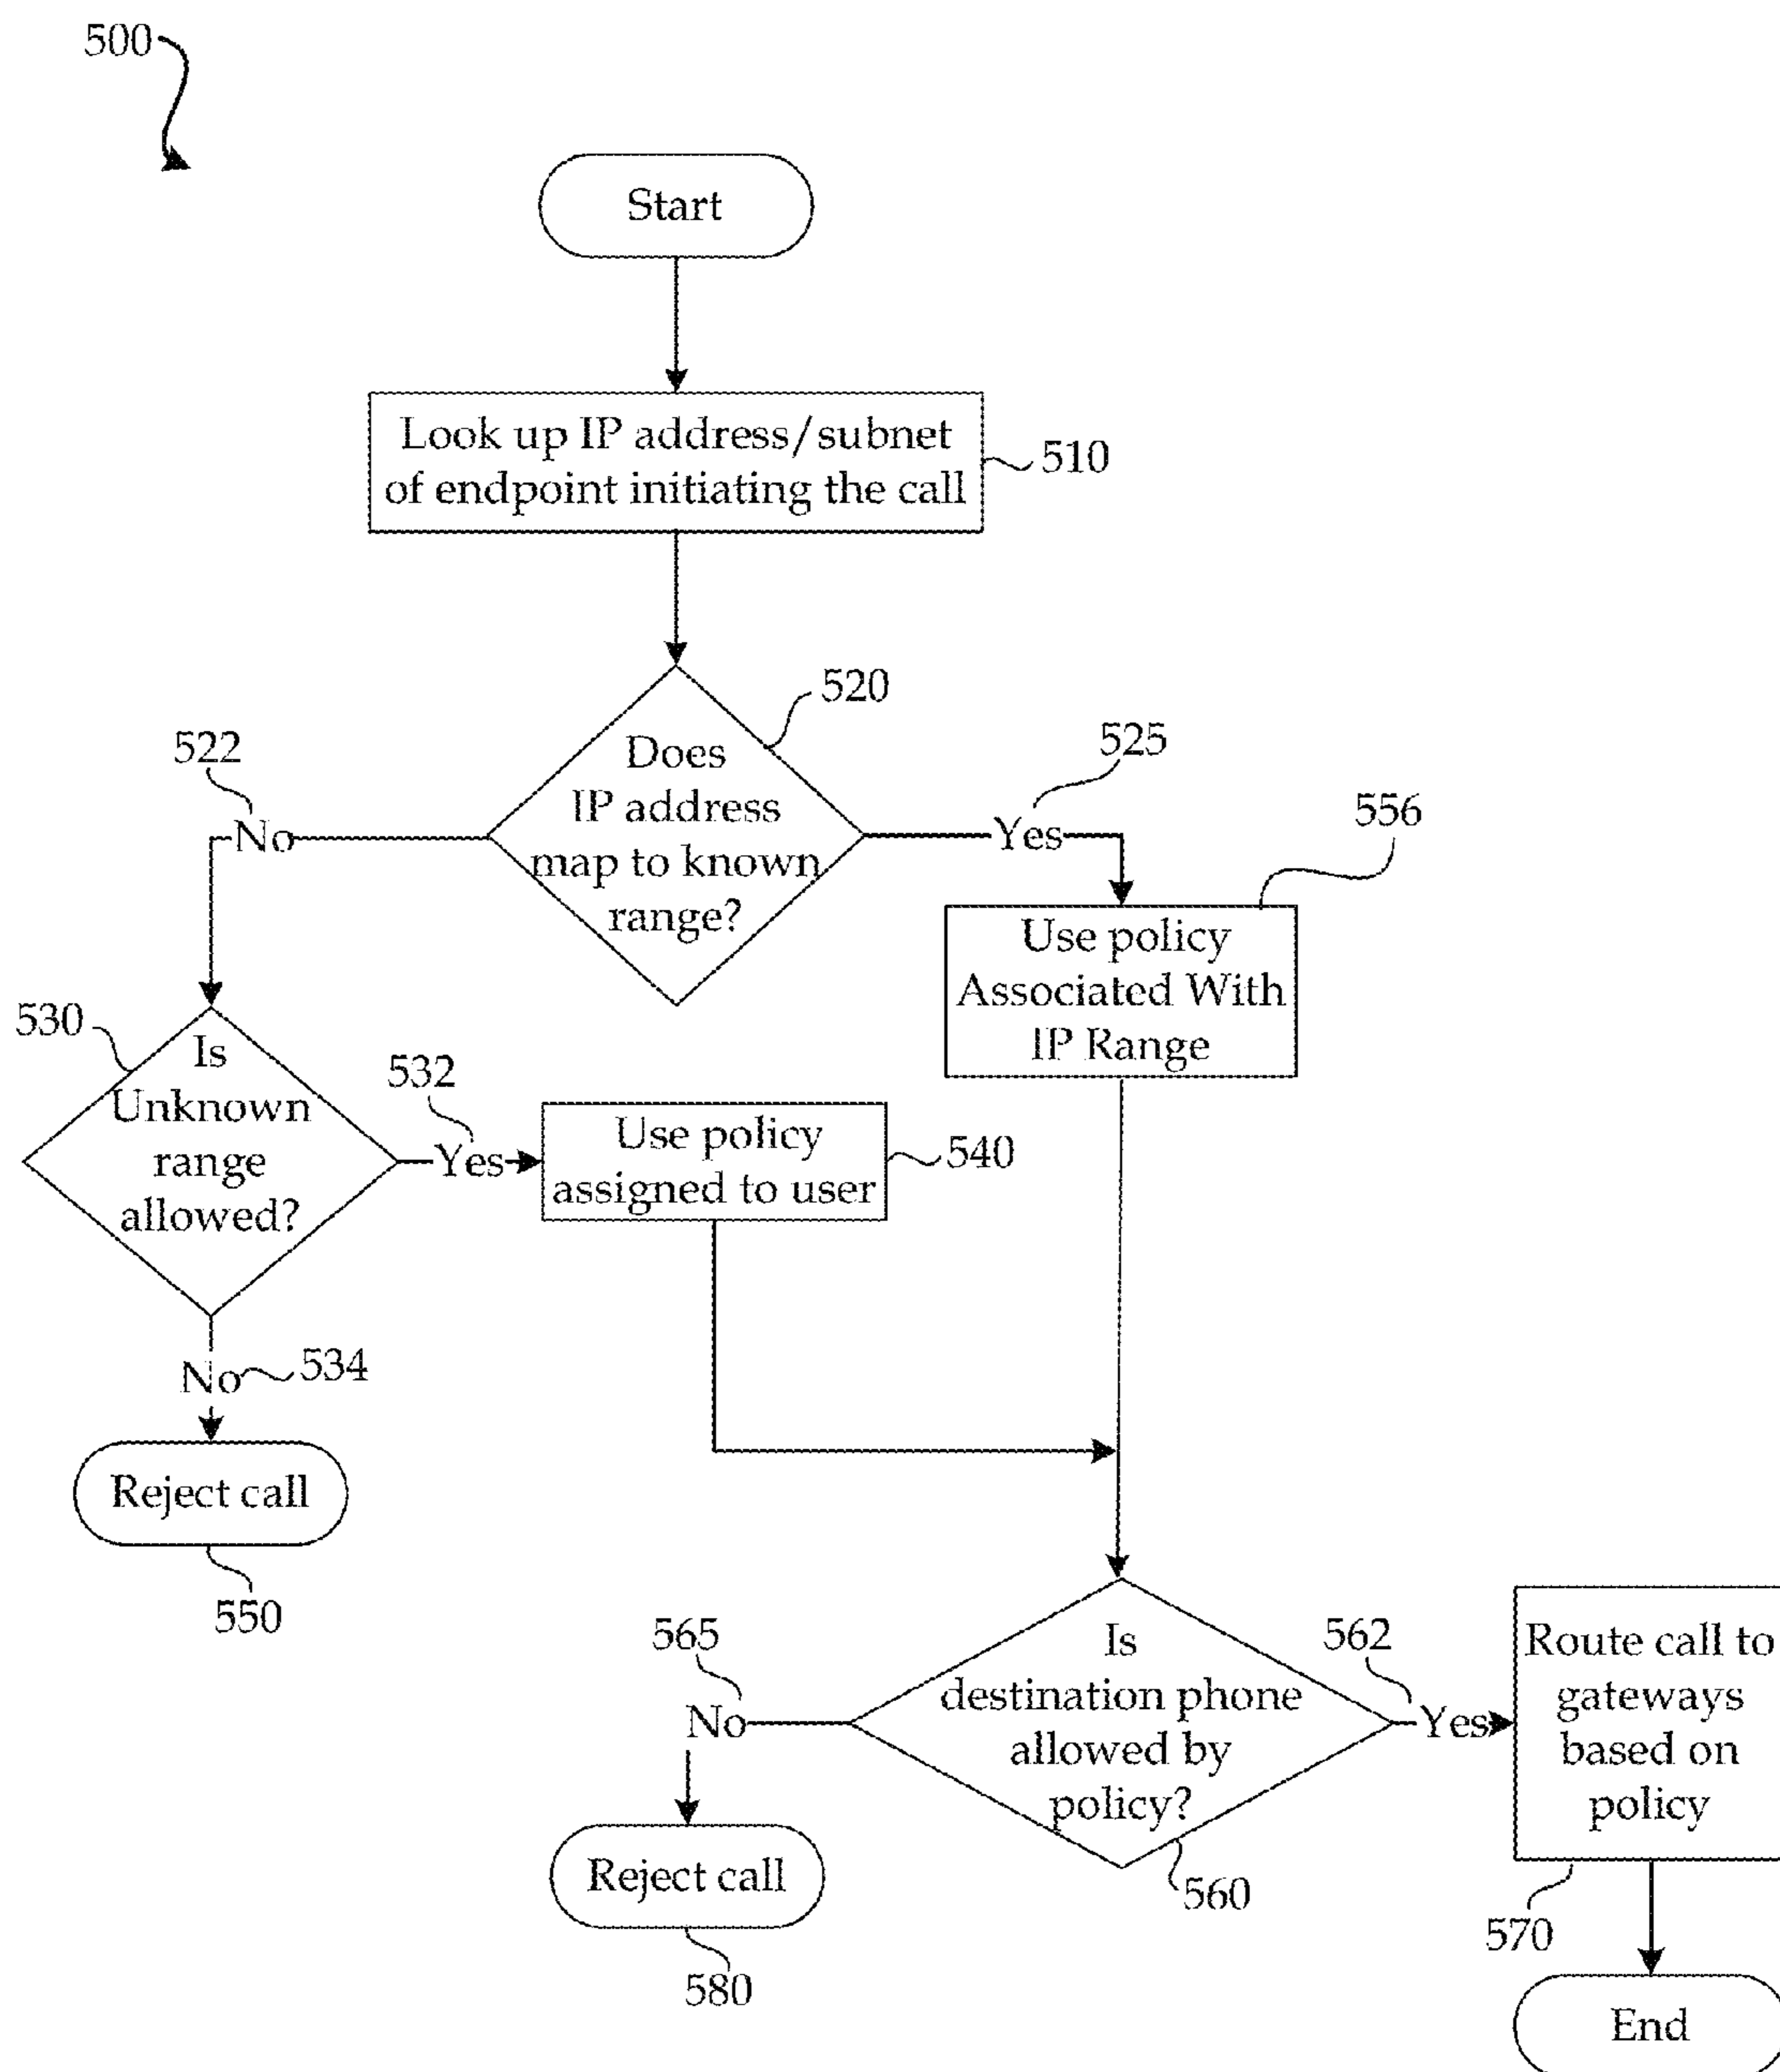 500
Start
Look up IP address/subnet
of endpoint initiating the call
510
520
Does
IP address
map to known
range?
522
No
525
Yes
556
Use policy
Associated With
IP Range
530
Is
Unknown
range
allowed?
532
Yes
Use policy
assigned to user
540
No
534
Reject call
550
Is
destination phone
allowed by
policy?
560
565
No
562
Yes
Route call to
gateways
based on
policy
570
Reject call
580
End